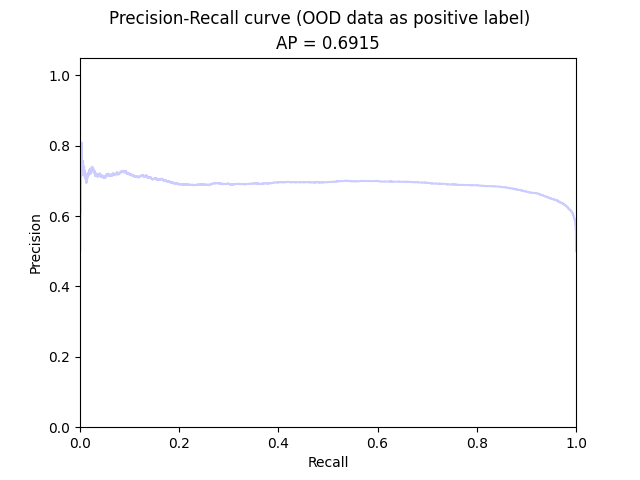 Precision-Recall curve (OOD data as positive label)
AP = 0.6915
1.0
0.8
0.6
0.4
0.2
0.0
Precision
0.0 0.2 0.4 0.6 0.8 1.0
Recall